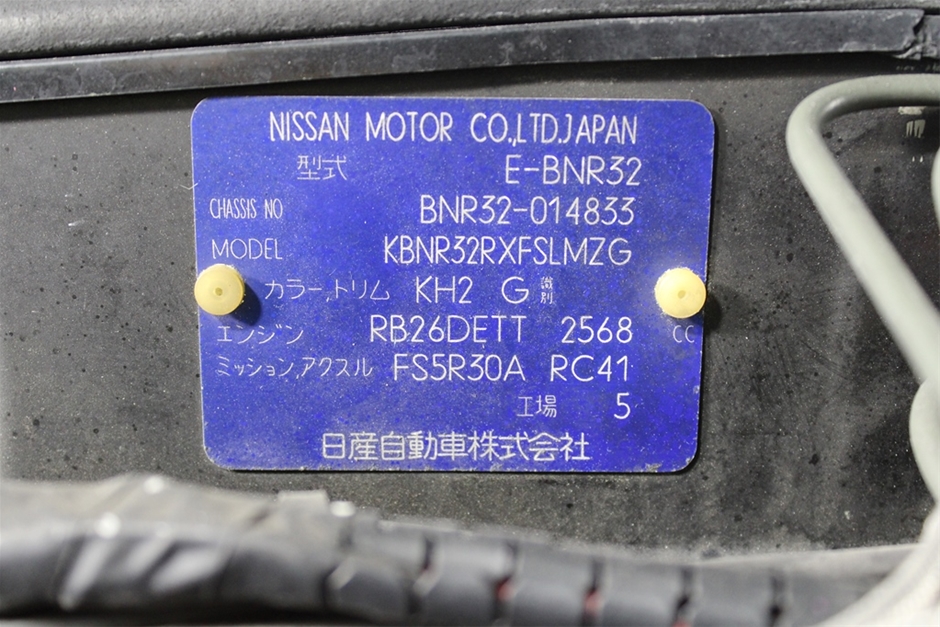 NISSAN MOTOR CO.,LTD.JAPAN
型式 E-BNR32
CHASSIS NO BNR32-014833
MODEL KBNR32RXFSLMZG
カラー,トリム KH2 G 識別
エンジン RB26DETT 2568 CC
ミッション,アクスル FS5R30A RC41
工場 5
日産自動車株式会社